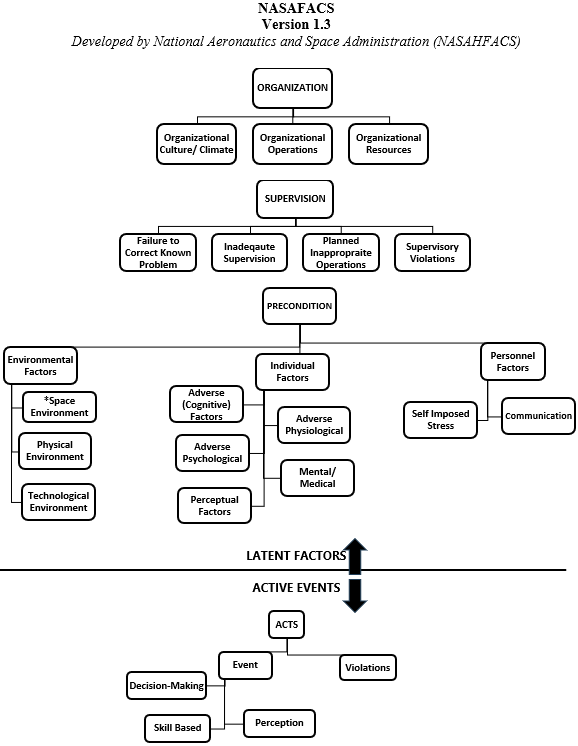 NASAFACS
Version 1.3
Developed by National Aeronautics and Space Administration (NASAHFACS)
ORGANIZATION
Organizational
Culture/ Climate
Organizational
Operations
Organizational
Resources
SUPERVISION
Failure to
Correct Known
Problem
Inadeqaute
Supervision
Planned
Inappropraite
Operations
Supervisory
Violations
PRECONDITION
Environmental
Factors
*Space
Environment
Physical
Environment
Technological
Environment
Individual
Factors
Adverse
(Cognitive)
Factors
Adverse
Physiological
Adverse
Psychological
Mental/
Medical
Perceptual
Factors
Personnel
Factors
Self Imposed
Stress
Communication
LATENT FACTORS
ACTIVE EVENTS
ACTS
Event
Violations
Decision-Making
Skill Based
Perception